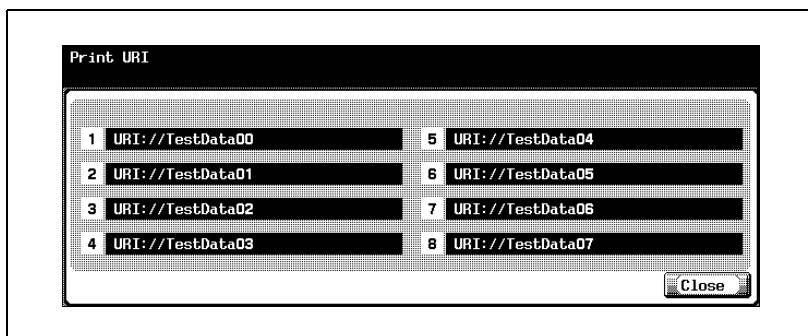 Print URI
1 URI://TestData00
2 URI://TestData01
3 URI://TestData02
4 URI://TestData03
5 URI://TestData04
6 URI://TestData05
7 URI://TestData06
8 URI://TestData07
Close